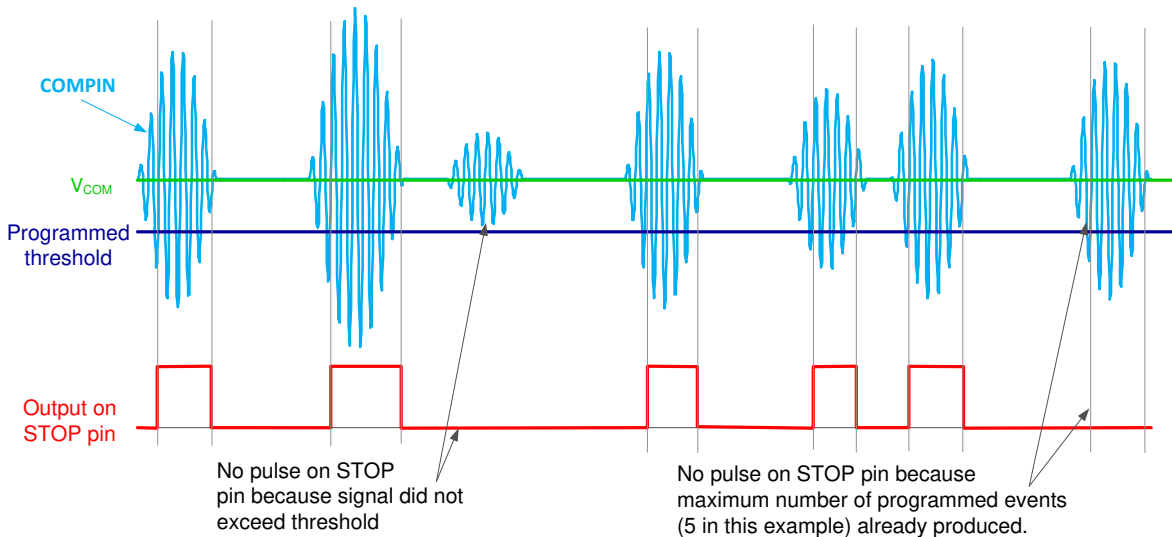 COMPIN
VCOM
Programmed
threshold
Output on
STOP pin
No pulse on STOP
pin because signal did not
exceed threshold
No pulse on STOP pin because
maximum number of programmed events
(5 in this example) already produced.